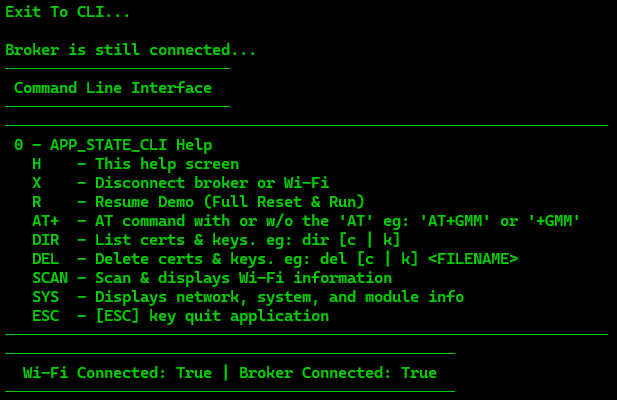 Exit To CLI...
Broker is still connected...
Command Line Interface
0 - APP_STATE_CLI Help
H - This help screen
X - Disconnect broker or Wi-Fi
R - Resume Demo (Full Reset & Run)
AT+ - AT command with or w/o the 'AT' eg: 'AT+GMM' or '+GMM'
DIR - List certs & keys. eg: dir [c | k]
DEL - Delete certs & keys. eg: del [c | k] <FILENAME>
SCAN - Scan & displays Wi-Fi information
SYS - Displays network, system, and module info
ESC - [ESC] key quit application
Wi-Fi Connected: True | Broker Connected: True